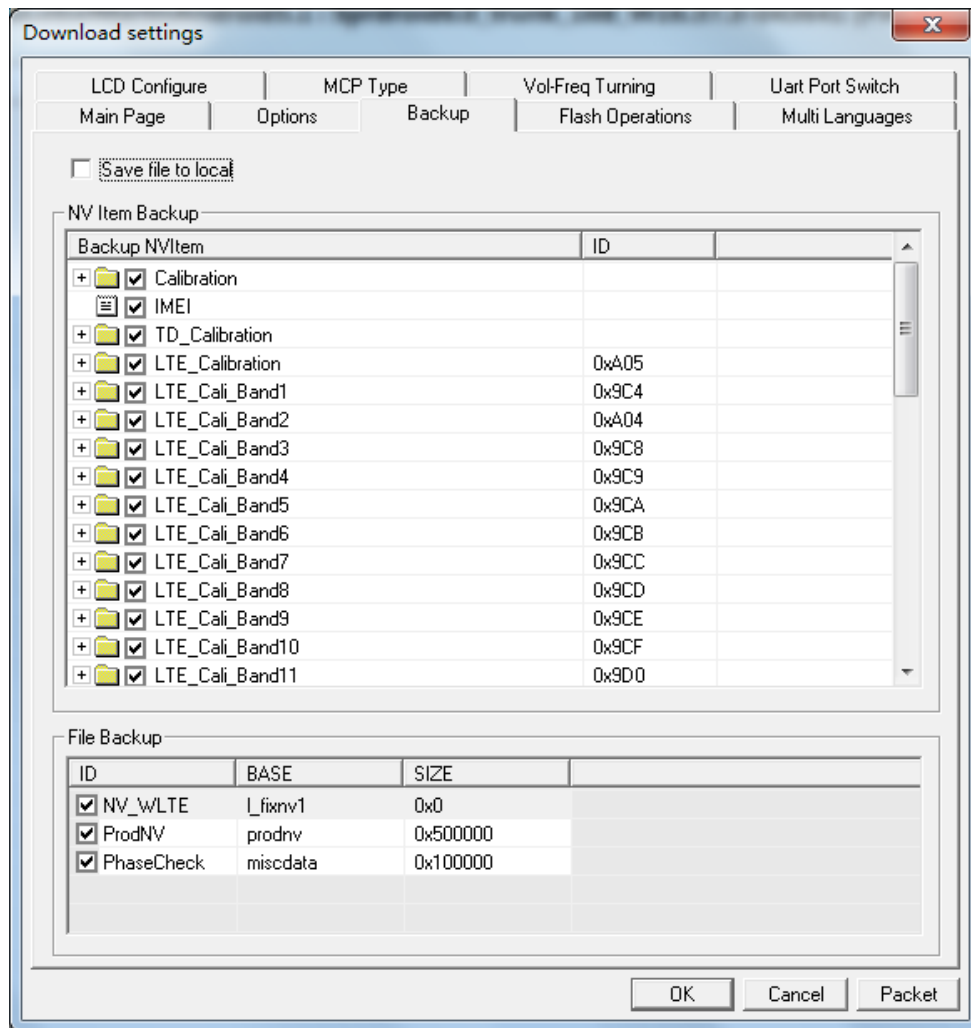 Download settings
LCD Configure MCP Type Vol-Freq Turning Uart Port Switch
Main Page Options Backup Flash Operations Multi Languages
Save file to local
NV Item Backup
Backup NVItem ID
Calibration
IMEI
TD_Calibration
LTE_Calibration 0xA05
LTE_Cali_Band1 0x9C4
LTE_Cali_Band2 0xA04
LTE_Cali_Band3 0x9C8
LTE_Cali_Band4 0x9C9
LTE_Cali_Band5 0x9CA
LTE_Cali_Band6 0x9CB
LTE_Cali_Band7 0x9CC
LTE_Cali_Band8 0x9CD
LTE_Cali_Band9 0x9CE
LTE_Cali_Band10 0x9CF
LTE_Cali_Band11 0x9D0
File Backup
ID BASE SIZE
NV_WLTE l_fixnv1 0x0
ProdNV prodnv 0x500000
PhaseCheck miscdata 0x100000
OK Cancel Packet